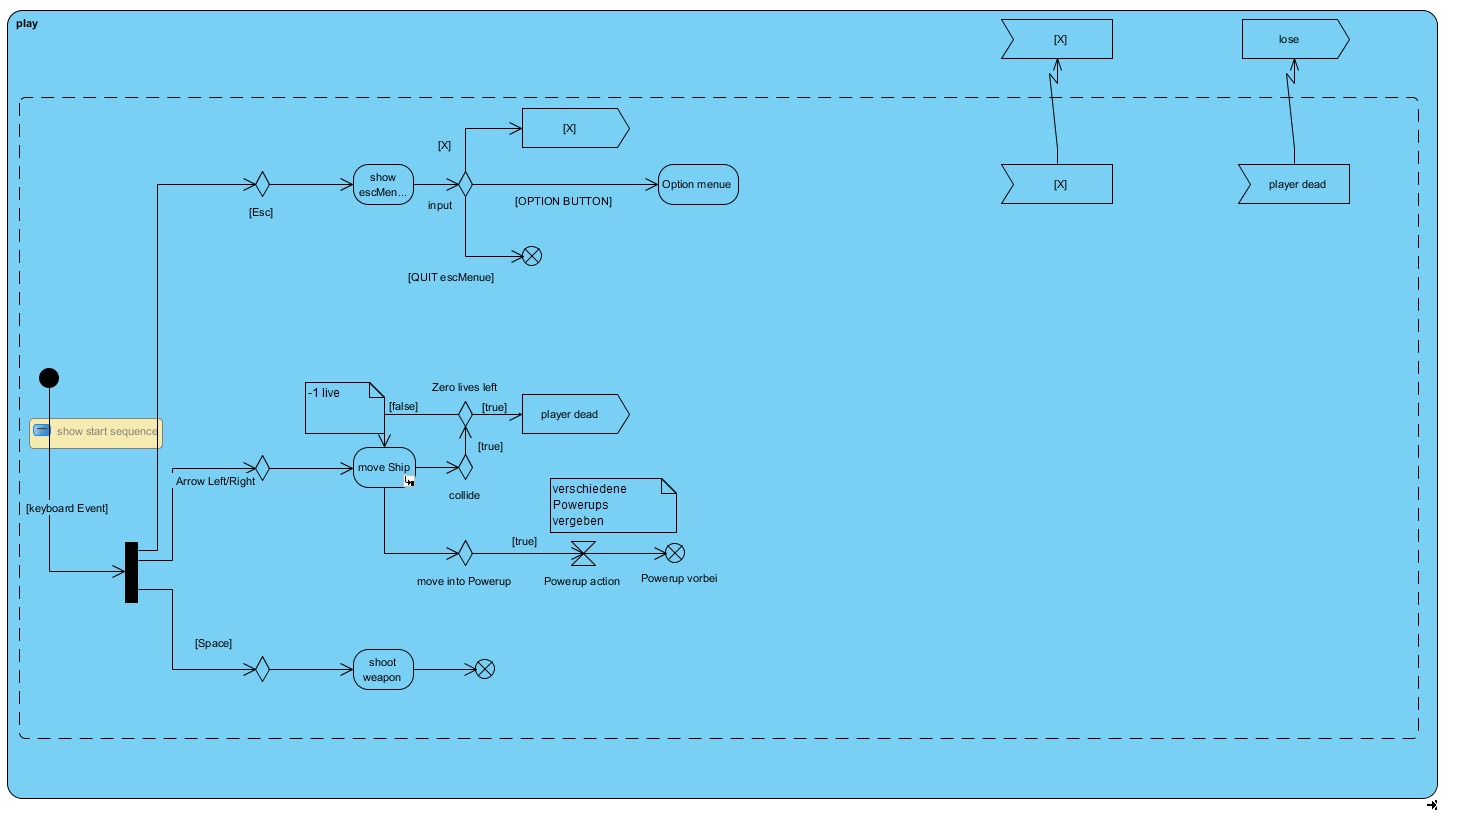 play
[X]
lose
[X]
[X]
show
escMen...
Option menue
[X]
player dead
input
[OPTION BUTTON]
[Esc]
[QUIT escMenue]
-1 live
Zero lives left
[false]
[true]
player dead
show start sequence
[true]
move Ship
Arrow Left/Right
collide
verschiedene
Powerups
vergeben
[keyboard Event]
[true]
move into Powerup
Powerup action
Powerup vorbei
[Space]
shoot
weapon